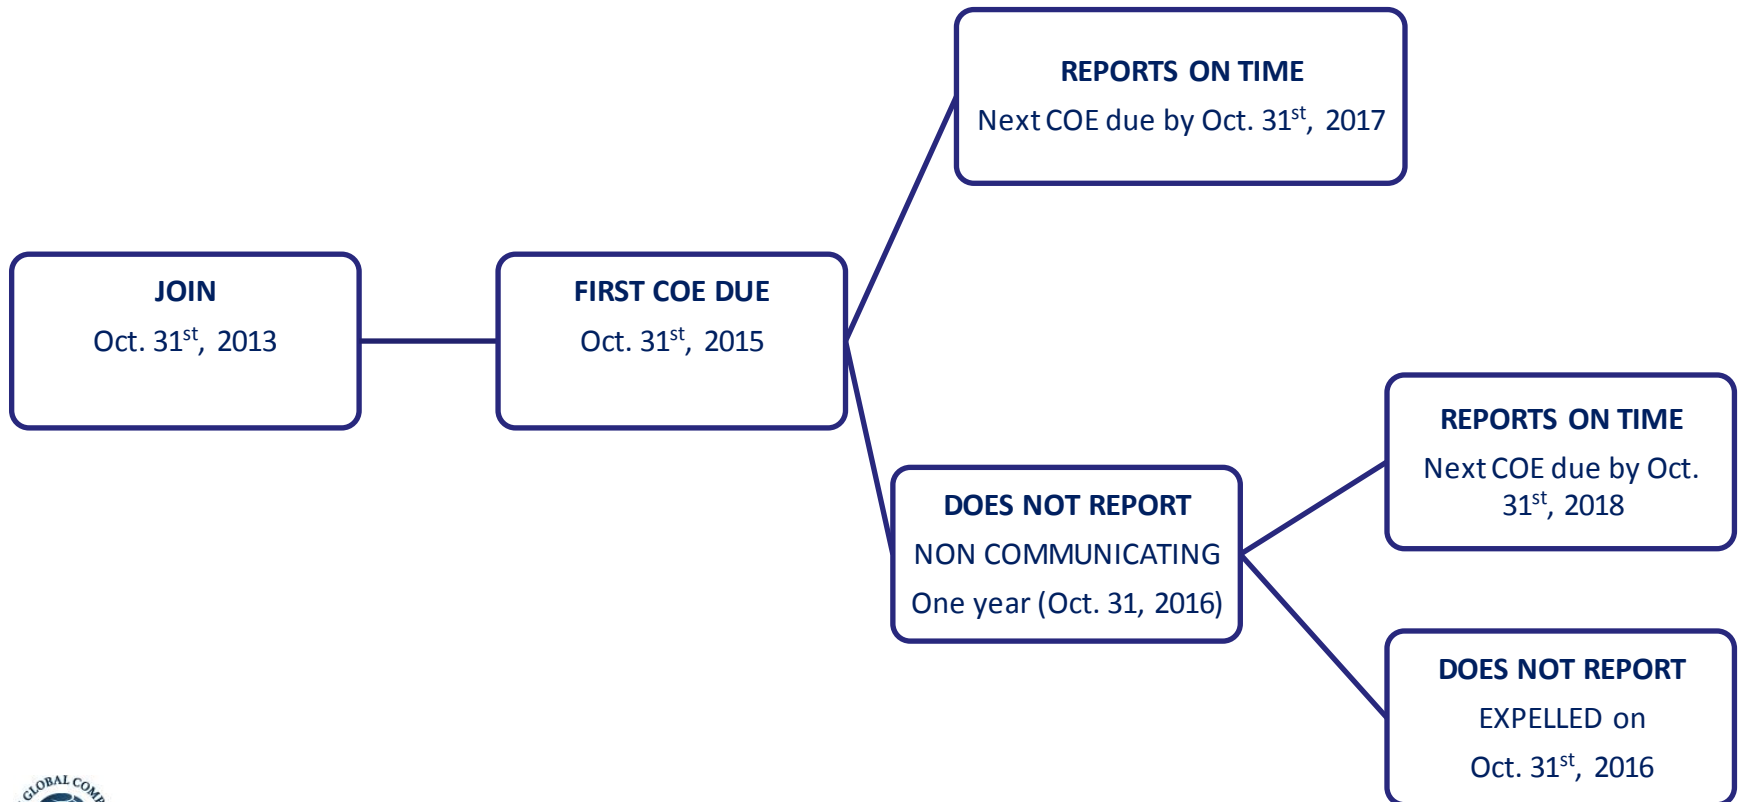 REPORTS ON TIME
Next COE due by Oct. 31st, 2017
JOIN
Oct. 31st, 2013
FIRST COE DUE
Oct. 31st, 2015
DOES NOT REPORT
NON COMMUNICATING
One year (Oct. 31, 2016)
REPORTS ON TIME
Next COE due by Oct.
31st, 2018
DOES NOT REPORT
EXPELLED on
Oct. 31st, 2016
GLOBAL